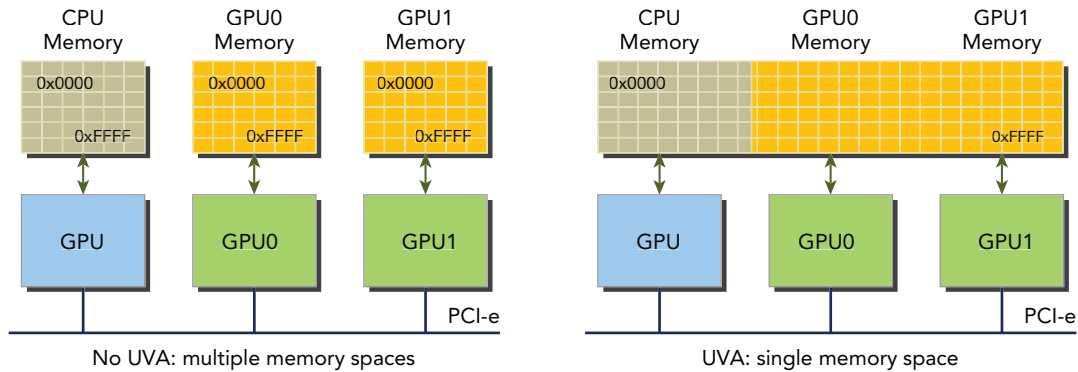 CPU
Memory
GPU0
Memory
GPU1
Memory
0x0000
0xFFFF
0x0000
0xFFFF
0x0000
0xFFFF
GPU
GPU0
GPU1
PCI-e
No UVA: multiple memory spaces
CPU
Memory
GPU0
Memory
GPU1
Memory
0x0000
0xFFFF
GPU
GPU0
GPU1
PCI-e
UVA: single memory space